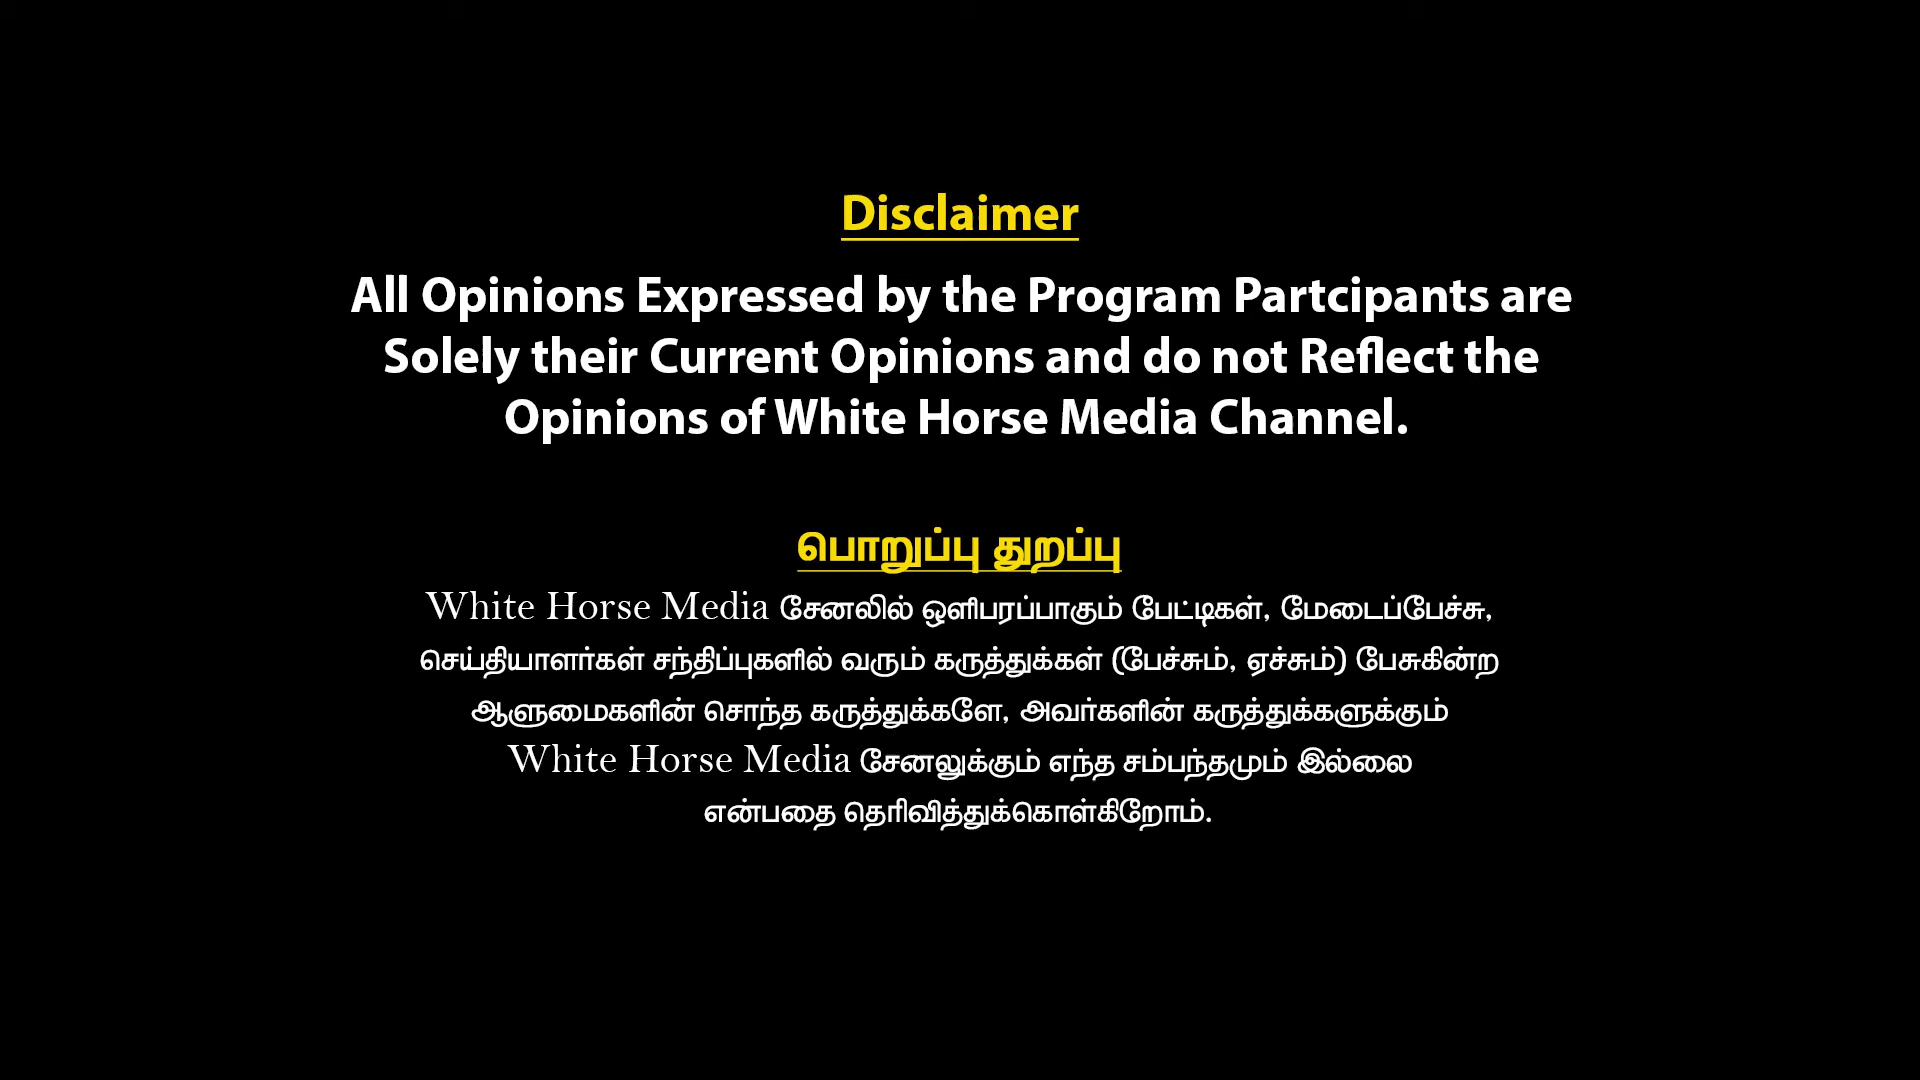 Disclaimer
All Opinions Expressed by the Program Partcipants are
Solely their Current Opinions and do not Reflect the
Opinions of White Horse Media Channel.
பொறுப்பு துறப்பு
White Horse Media சேனலில் ஒளிபரப்பாகும் பேட்டிகள், மேடைப்பேச்சு,
செய்தியாளர்கள் சந்திப்புகளில் வரும் கருத்துக்கள் (பேச்சும், ஏச்சும்) பேசுகின்ற
ஆளுமைகளின் சொந்த கருத்துக்களே, அவர்களின் கருத்துக்களுக்கும்
White Horse Media சேனலுக்கும் எந்த சம்பந்தமும் இல்லை
என்பதை தெரிவித்துக்கொள்கிறோம்.